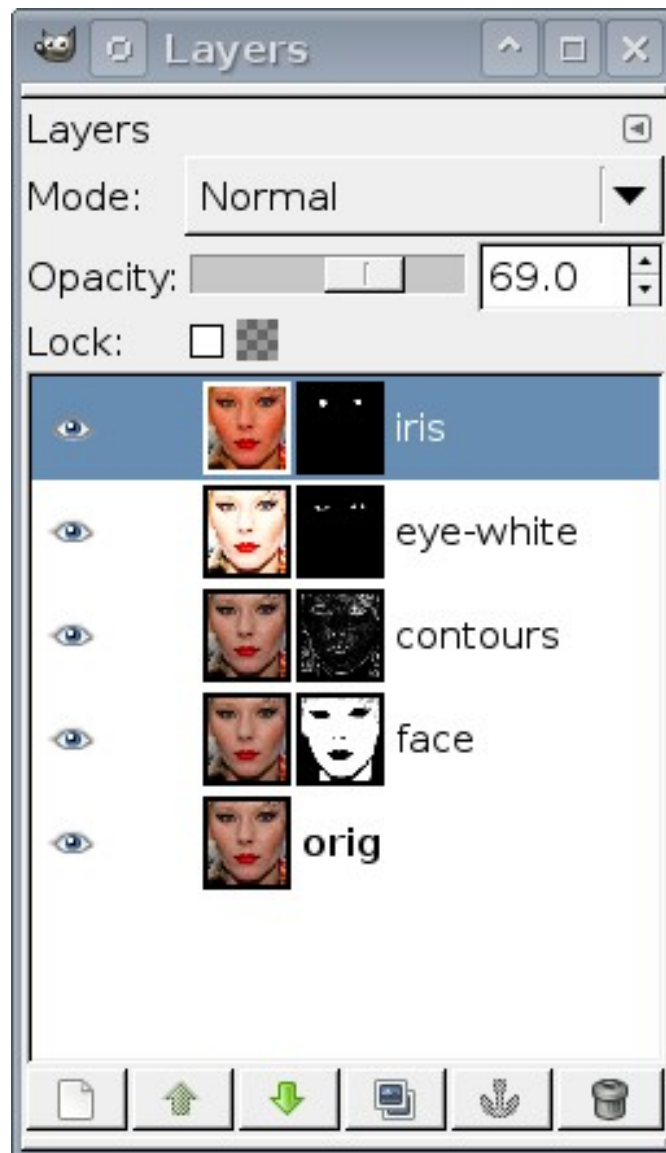 Layers
Layers
Mode: Normal
Opacity: 69.0
Lock:
iris
eye-white
contours
face
orig